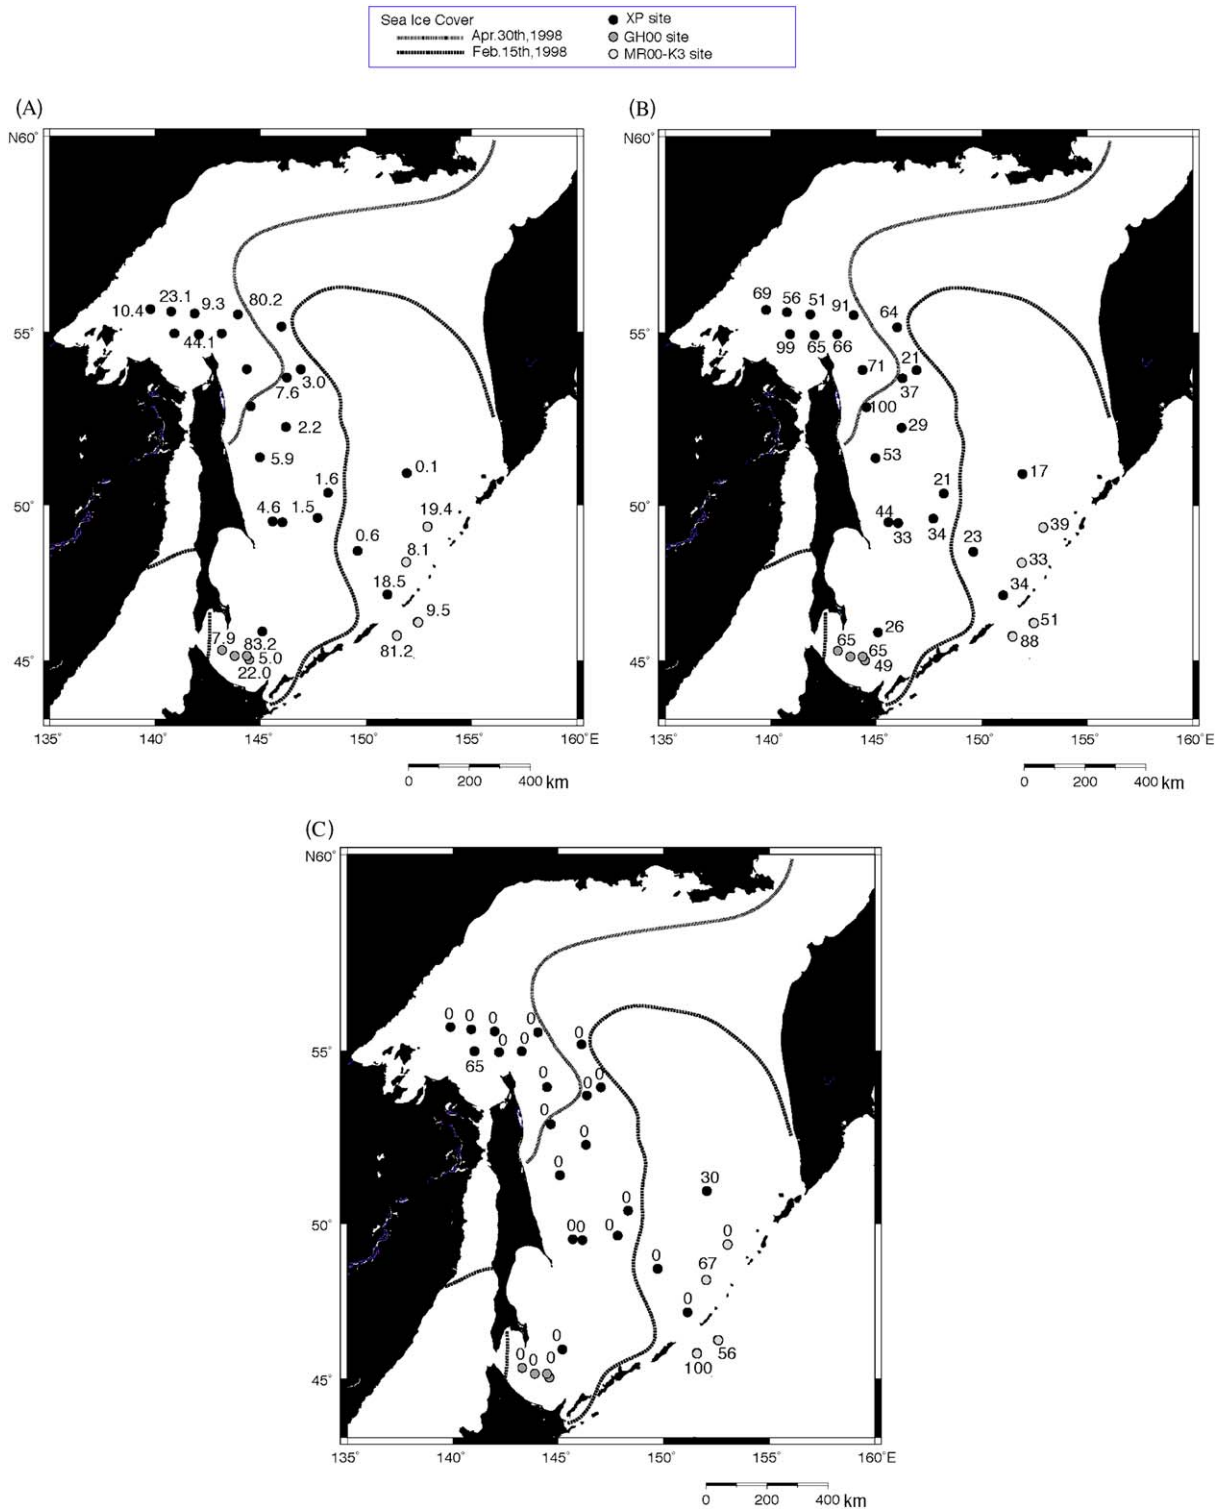 Sea Ice Cover
Apr.30th,1998
Feb.15th,1998
XP site
GH00 site
MR00-K3 site
(A)
N60°
10.4 23.1 9.3 80.2
55°
44.1
3.0
7.6
2.2
5.9
0.1
1.6
50°
4.6 1.5 19.4
0.6 8.1
18.5
9.5
7.9 83.2
81.2
45° 5.0
22.0
135° 140° 145° 150° 155° 160°E
0 200 400 km
(B)
N60°
69 56 51 91 64
55°
99 65 66
71 21
37
100
29
53
17
21
50°
44 33 34 39
23 33
34
51
65 26
88
45° 65
49
135° 140° 145° 150° 155° 160°E
0 200 400 km
(C)
N60°
0 0 0 0 0
0 0
55°
65
0 0 0
0
0
0
30
0
50°
0 0 0 0
0 67
0
0
0 0 0
56
100
45°
135° 140° 145° 150° 155° 160°E
0 200 400 km